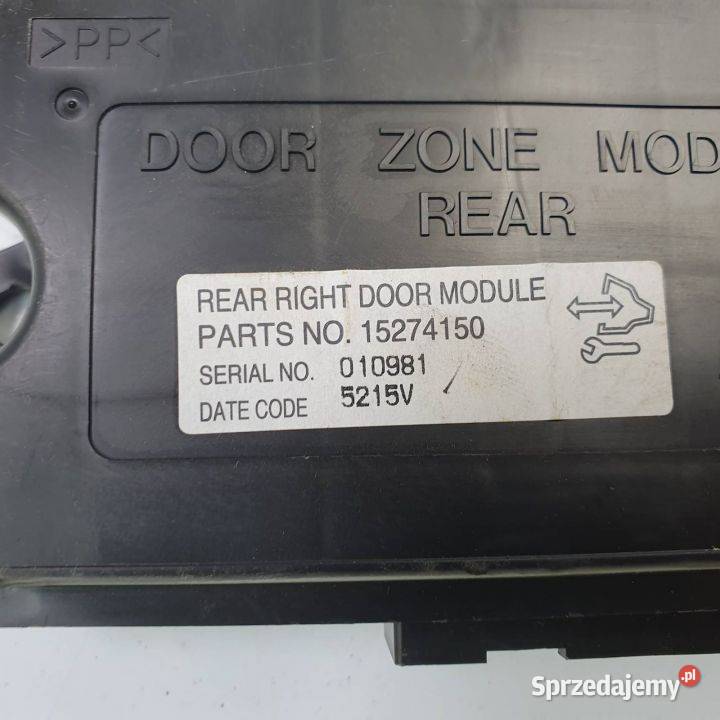 >PP<
DOOR ZONE MOD
REAR
REAR RIGHT DOOR MODULE
PARTS NO. 15274150
SERIAL NO. 010981
DATE CODE 5215V
Sprzedajemy.pl